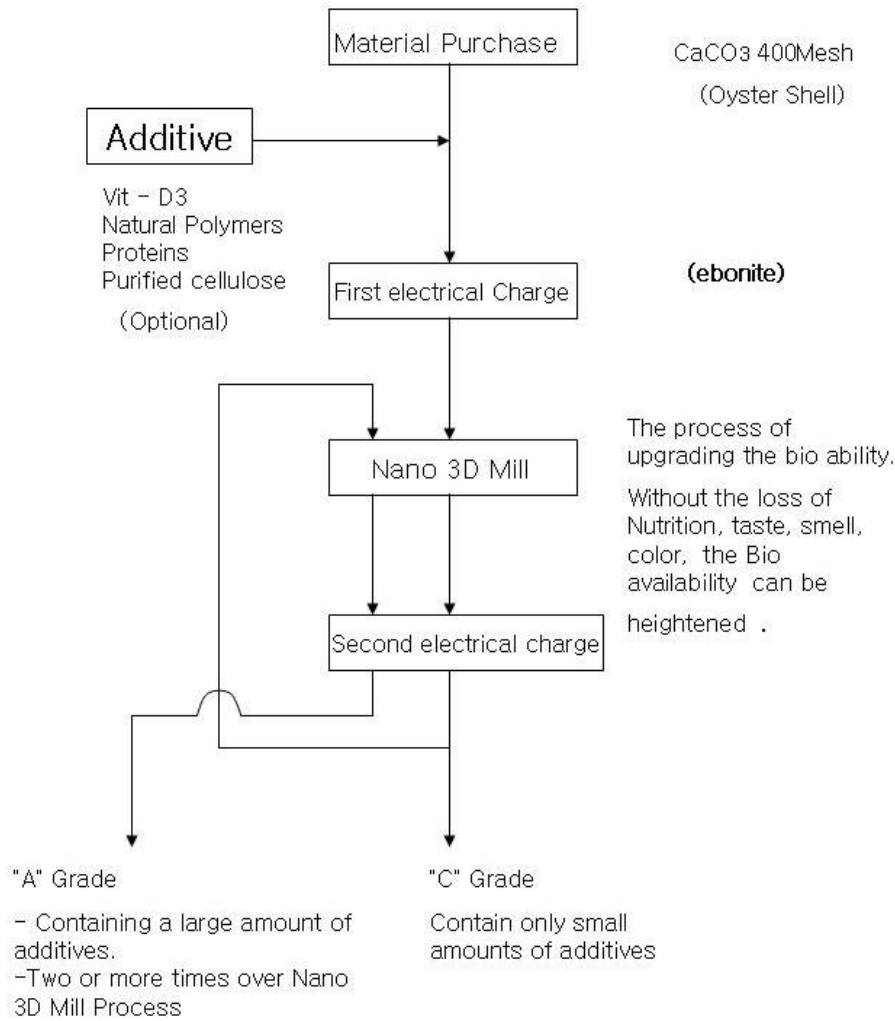 Material Purchase
CaCO3 400Mesh
(Oyster Shell)
Additive
Vit - D3
Natural Polymers
Proteins
Purified cellulose
(Optional)
First electrical Charge
(ebonite)
Nano 3D Mill
The process of
upgrading the bio ability.
Without the loss of
Nutrition, taste, smell,
color, the Bio
availability can be
heightened .
Second electrical charge
"A" Grade
- Containing a large amount of
additives.
-Two or more times over Nano
3D Mill Process
"C" Grade
Contain only small
amounts of additives